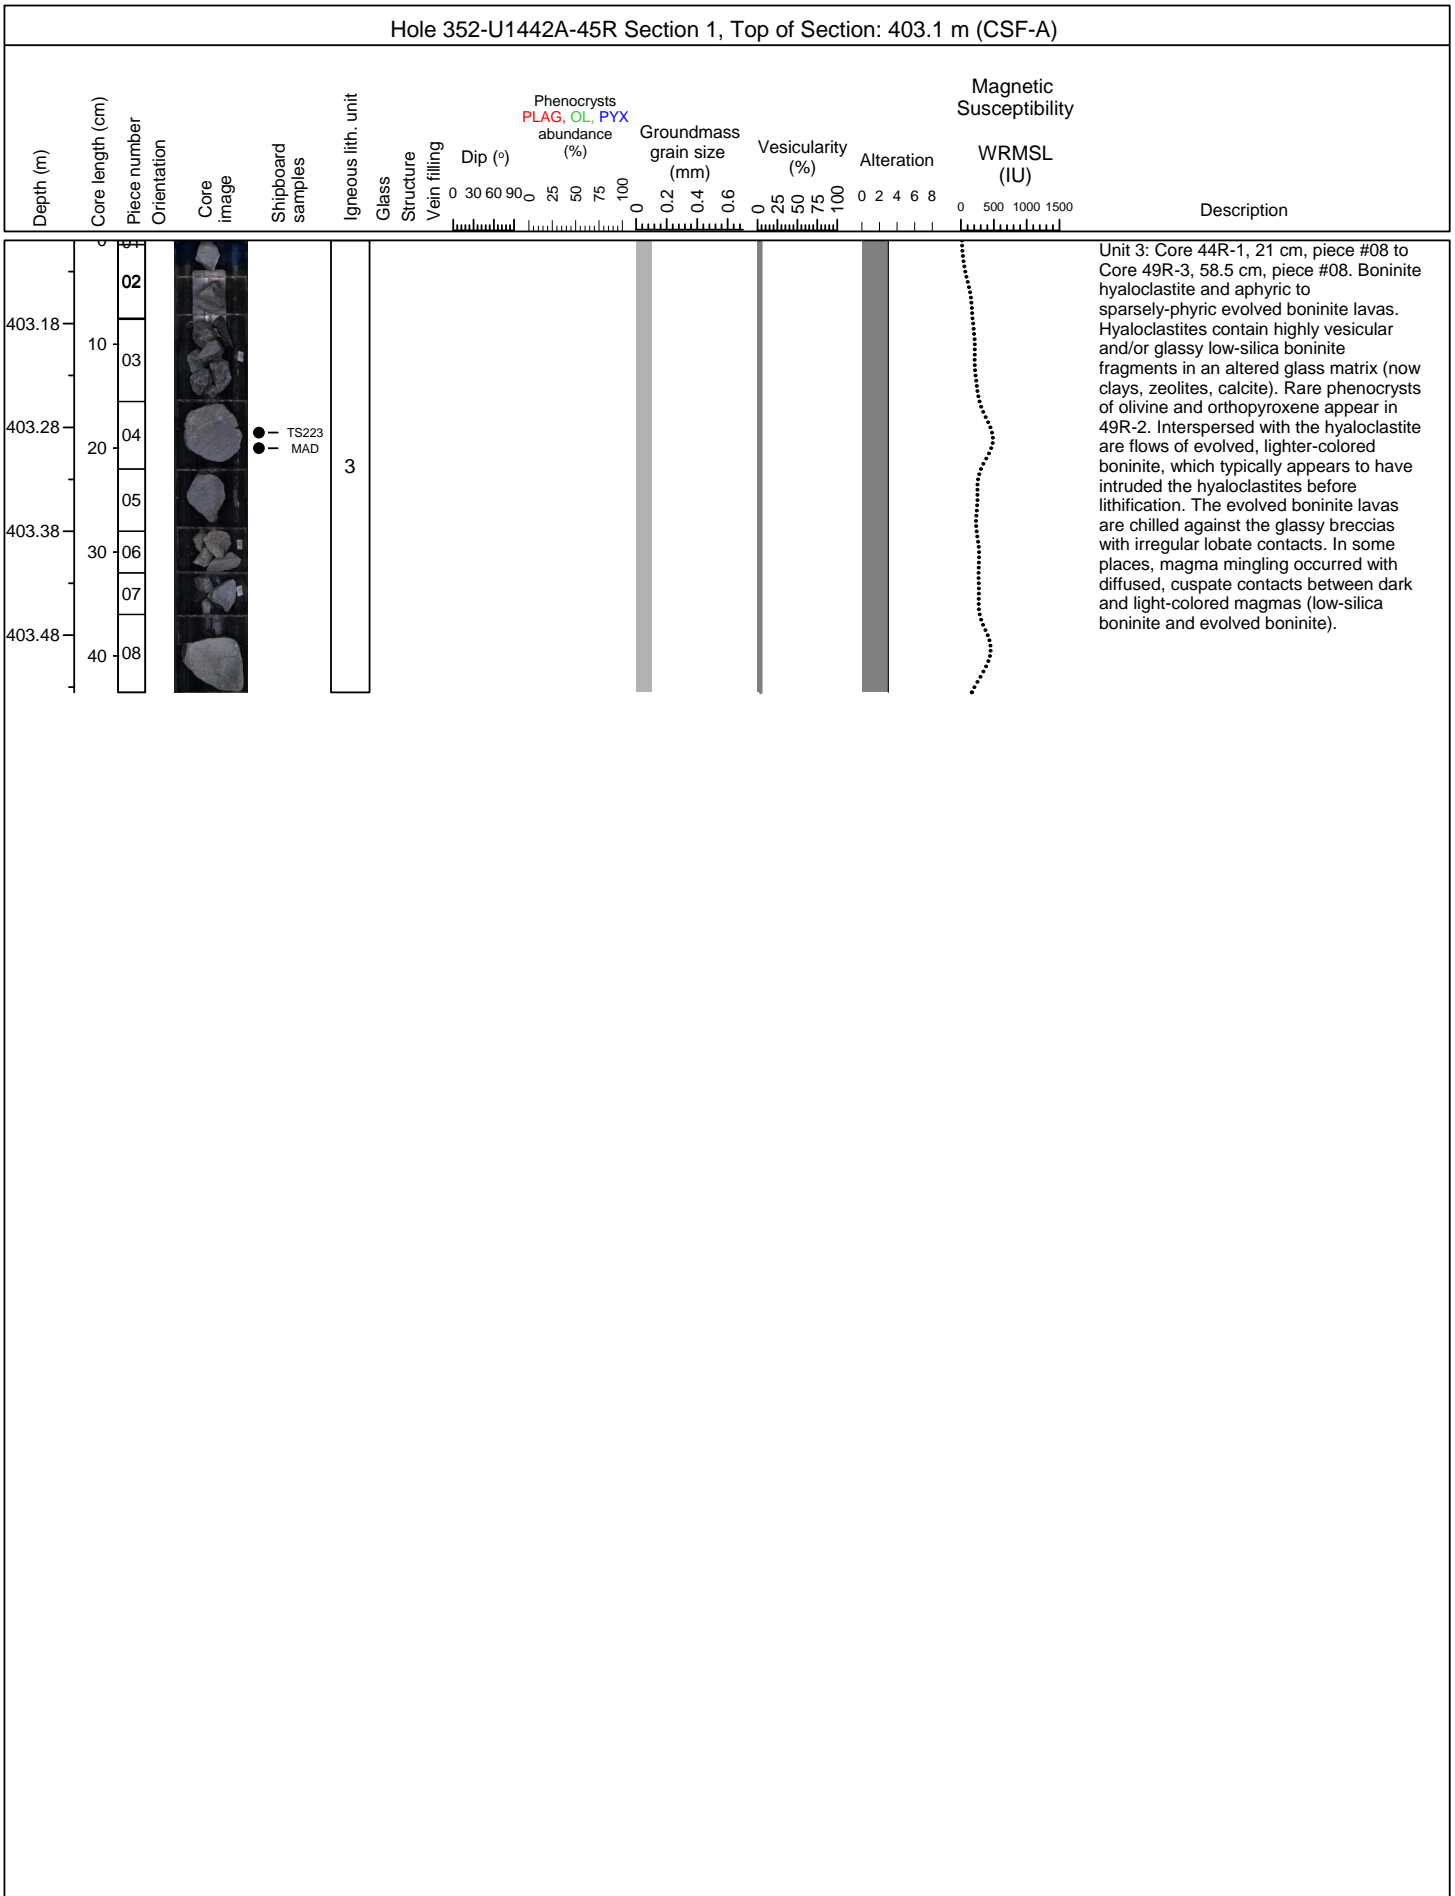 Hole 352-U1442A-45R Section 1, Top of Section: 403.1 m (CSF-A)
Depth (m)
Core length (cm)
Piece number
Orientation
Core
image
Shipboard
samples
Igneous lith. unit
Glass
Structure
Vein filling
Dip (º)
0 30 60 90
Phenocrysts
PLAG, OL, PYX
abundance
(%)
0 25 50 75 100
Groundmass
grain size
(mm)
0 0.2 0.4 0.6
Vesicularity
(%)
0 25 50 75 100
Alteration
0 2 4 6 8
Magnetic
Susceptibility
WRMSL
(IU)
0 500 1000 1500
Description
403.18
403.28
403.38
403.48
0
10
20
30
40
01
02
03
04
05
06
07
08
TS223
MAD
3
Unit 3: Core 44R-1, 21 cm, piece #08 to
Core 49R-3, 58.5 cm, piece #08. Boninite
hyaloclastite and aphyric to
sparsely-phyric evolved boninite lavas.
Hyaloclastites contain highly vesicular
and/or glassy low-silica boninite
fragments in an altered glass matrix (now
clays, zeolites, calcite). Rare phenocrysts
of olivine and orthopyroxene appear in
49R-2. Interspersed with the hyaloclastite
are flows of evolved, lighter-colored
boninite, which typically appears to have
intruded the hyaloclastites before
lithification. The evolved boninite lavas
are chilled against the glassy breccias
with irregular lobate contacts. In some
places, magma mingling occurred with
diffused, cuspate contacts between dark
and light-colored magmas (low-silica
boninite and evolved boninite).